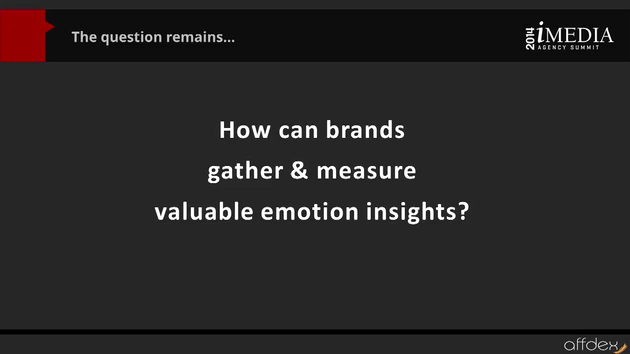 The question remains...
2014 iMEDIA
AGENCY SUMMIT
How can brands
gather & measure
valuable emotion insights?
affdex